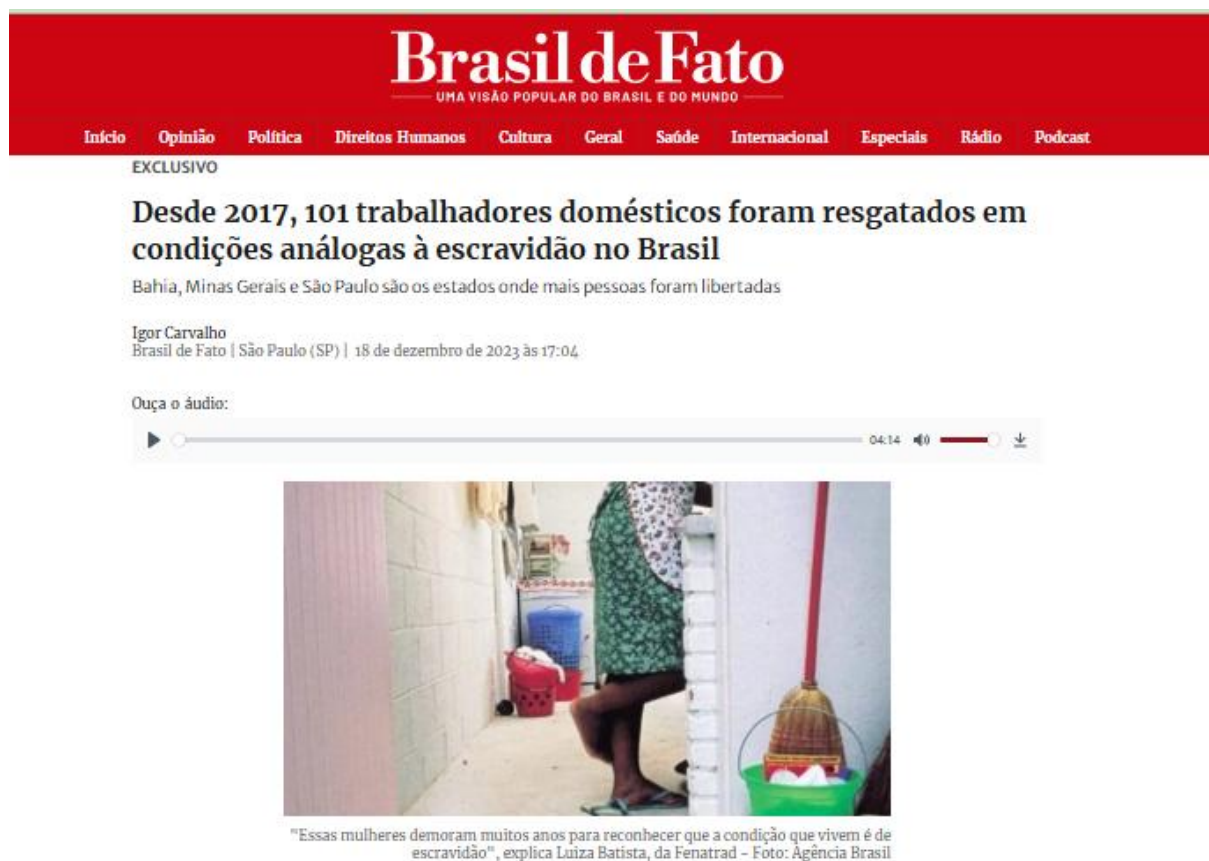 Brasil de Fato
UMA VISÃO POPULAR DO BRASIL E DO MUNDO
Início Opinião Política Direitos Humanos Cultura Geral Saúde Internacional Especiais Rádio Podcast
EXCLUSIVO
Desde 2017, 101 trabalhadores domésticos foram resgatados em
condições análogas à escravidão no Brasil
Bahia, Minas Gerais e São Paulo são os estados onde mais pessoas foram libertadas
Igor Carvalho
Brasil de Fato | São Paulo (SP) | 18 de dezembro de 2023 às 17:04
Ouça o áudio:
04:14
"Essas mulheres demoram muitos anos para reconhecer que a condição que vivem é de
escravidão", explica Luiza Batista, da Fenatrad - Foto: Agência Brasil